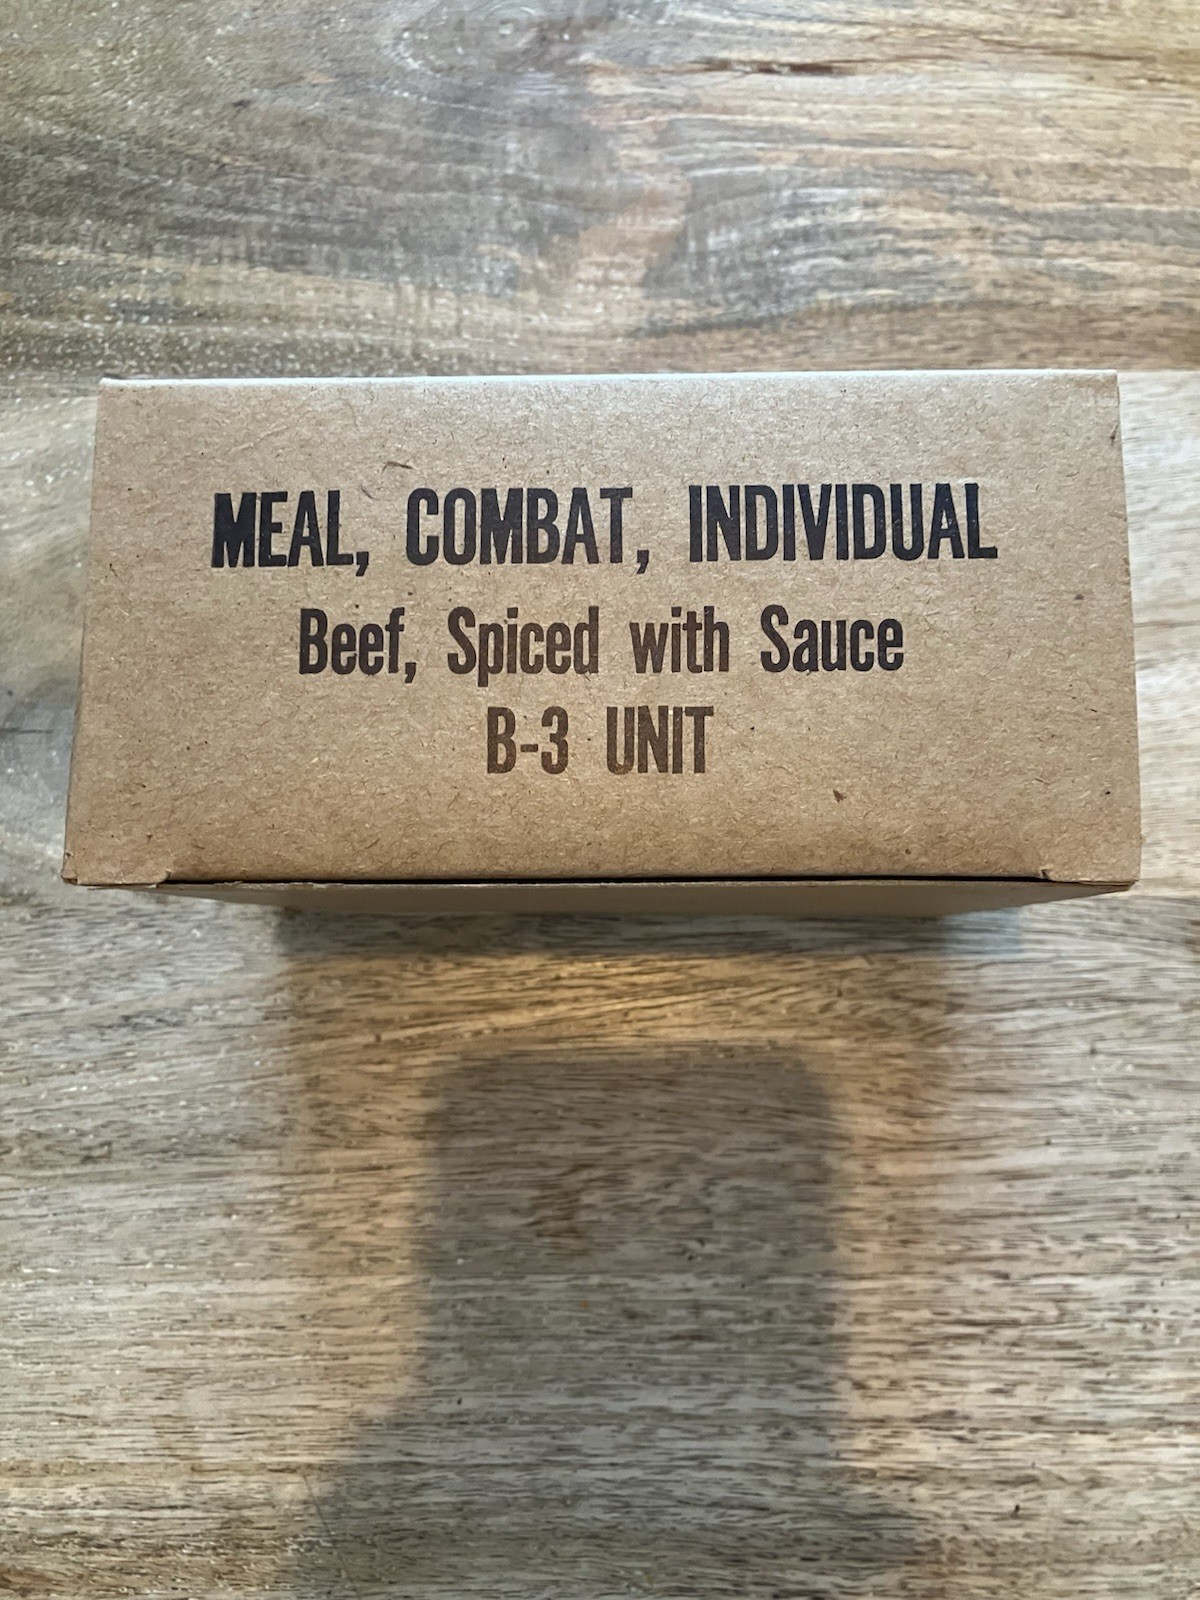 MEAL, COMBAT, INDIVIDUAL
Beef, Spiced with Sauce
B-3 UNIT